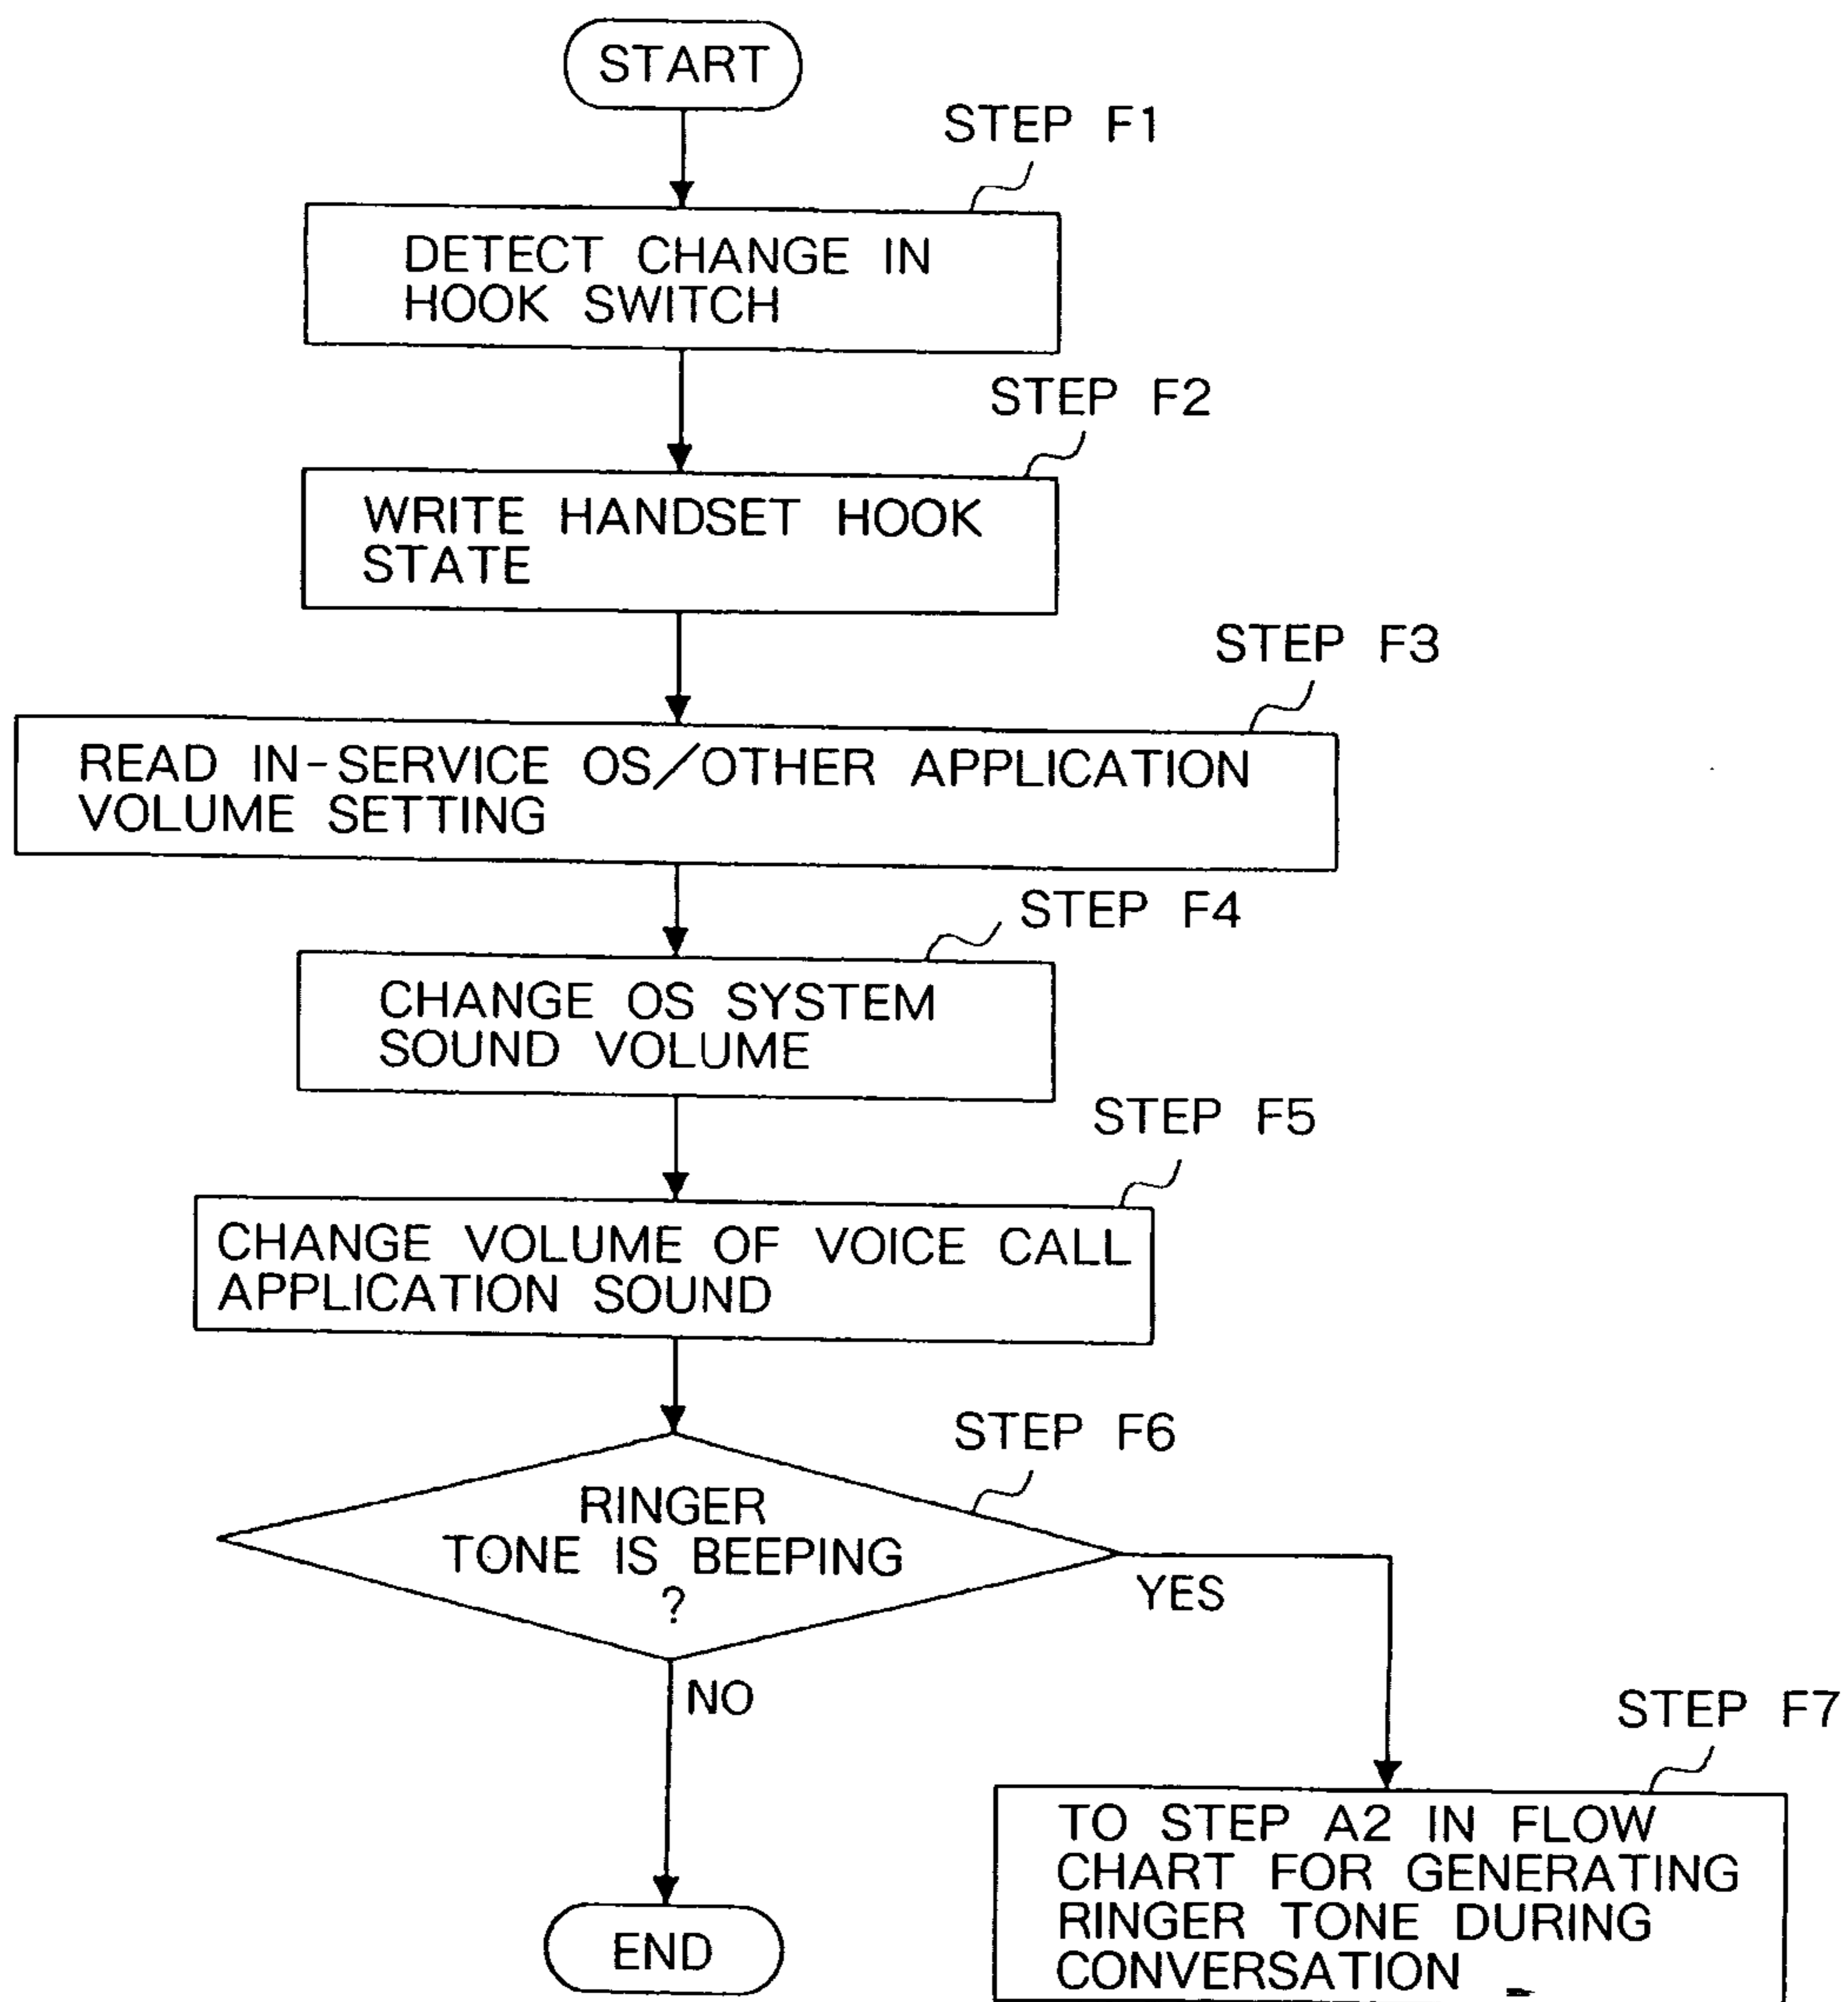 START
STEP F1
DETECT CHANGE IN
HOOK SWITCH
STEP F2
WRITE HANDSET HOOK
STATE
STEP F3
READ IN-SERVICE OS/OTHER APPLICATION
VOLUME SETTING
STEP F4
CHANGE OS SYSTEM
SOUND VOLUME
STEP F5
CHANGE VOLUME OF VOICE CALL
APPLICATION SOUND
STEP F6
RINGER
TONE IS BEEPING
?
YES
NO
STEP F7
TO STEP A2 IN FLOW
CHART FOR GENERATING
RINGER TONE DURING
CONVERSATION
END